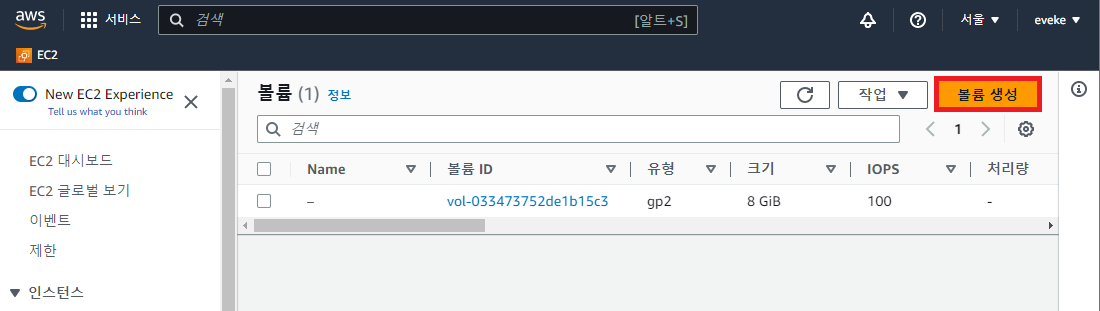 aws 서비스 검색 [알트+S] 서울 eveke
EC2
New EC2 Experience
Tell us what you think
EC2 대시보드
EC2 글로벌 보기
이벤트
제한
인스턴스
볼륨 (1) 정보 작업 볼륨 생성
검색 1
Name 볼륨 ID 유형 크기 IOPS 처리량
– vol-033473752de1b15c3 gp2 8 GiB 100 -